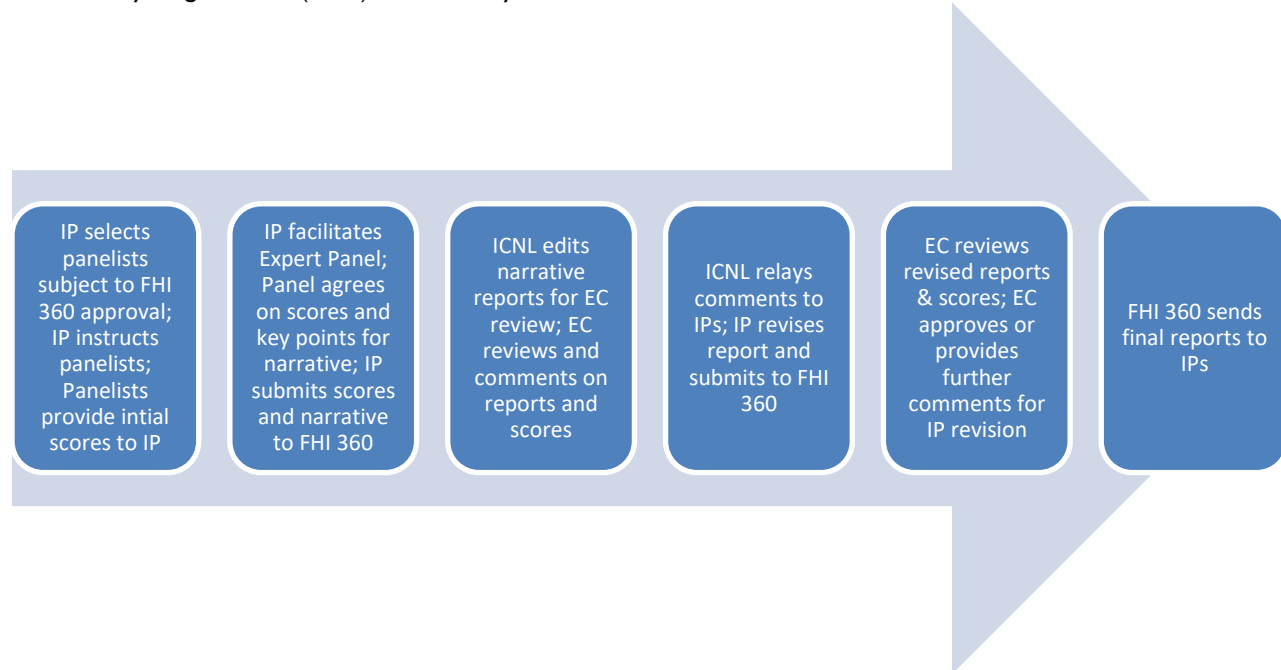 IP selects
panelists
subject to FHI
360 approval;
IP instructs
panelists;
Panelists
provide intial
scores to IP
IP facilitates
Expert Panel;
Panel agrees
on scores and
key points for
narrative; IP
submits scores
and narrative
to FHI 360
ICNL edits
narrative
reports for EC
review; EC
reviews and
comments on
reports and
scores
ICNL relays
comments to
IPs; IP revises
report and
submits to FHI
360
EC reviews
revised reports
& scores; EC
approves or
provides
further
comments for
IP revision
FHI 360 sends
final reports to
IPs